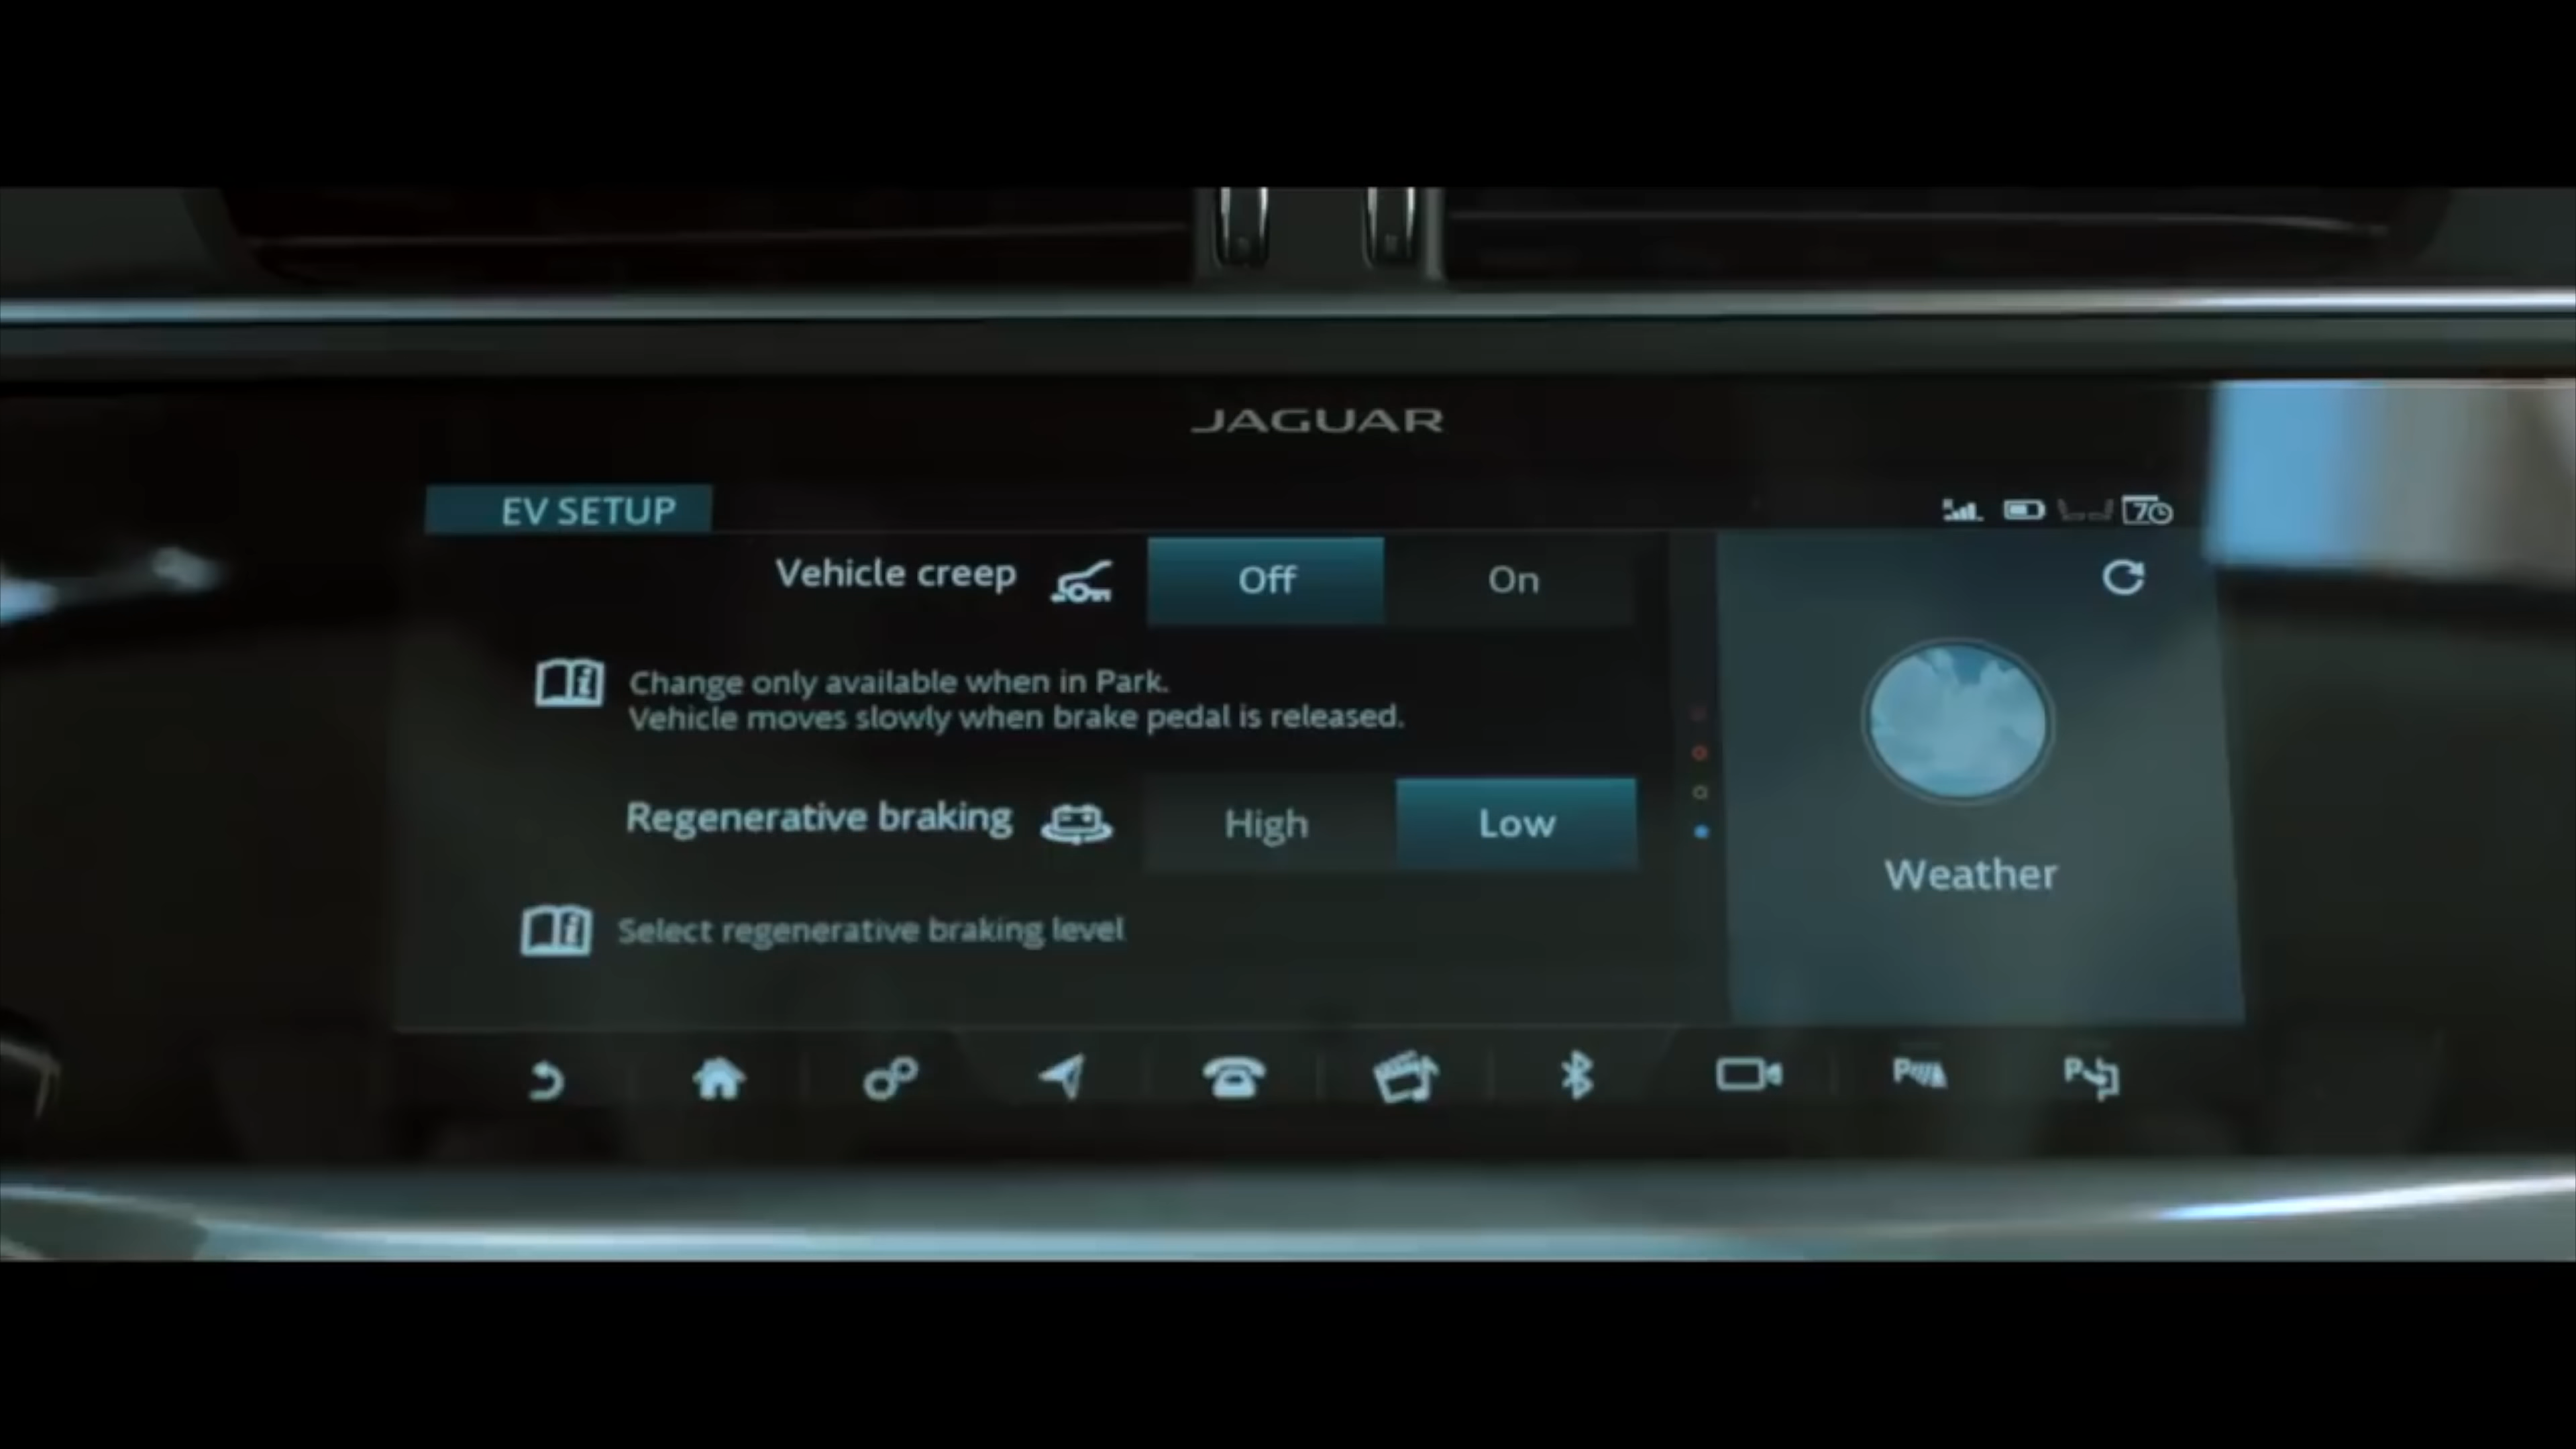 JAGUAR
EV SETUP
Vehicle creep
Off
On
Change only available when in Park.
Vehicle moves slowly when brake pedal is released.
Regenerative braking
High
Low
Select regenerative braking level
Weather
7
P
P